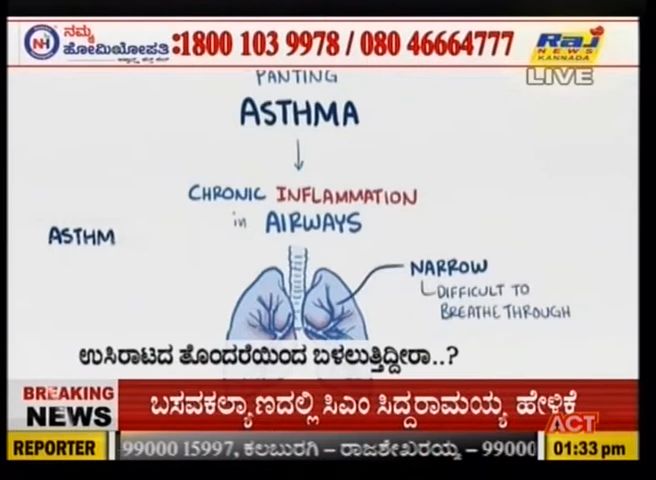 NH ನಮ್ಮ ಹೋಮಿಯೋಪತಿ :1800 103 9978 / 080 46664777
RAJ NEWS KANNADA
LIVE
PANTING
ASTHMA
CHRONIC INFLAMMATION
in AIRWAYS
ASTHM
NARROW
DIFFICULT TO
BREATHE THROUGH
ಉಸಿರಾಟದ ತೊಂದರೆಯಿಂದ ಬಳಲುತ್ತಿದ್ದೀರಾ..?
BREAKING NEWS ಬಸವಕಲ್ಯಾಣದಲ್ಲಿ ಸಿಎಂ ಸಿದ್ದರಾಮಯ್ಯ ಹೇಳಿಕೆ
ACT
REPORTER 99000 15997, ಕಲಬುರಗಿ - ರಾಜಶೇಖರಯ್ಯ - 99000 01:33 pm